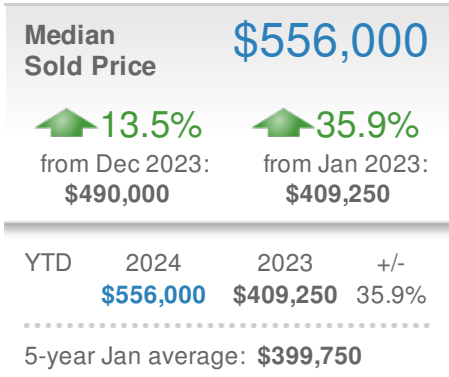 Median
Sold Price
$556,000
13.5% 35.9%
from Dec 2023: from Jan 2023:
$490,000 $409,250
YTD 2024 2023 +/-
$556,000 $409,250 35.9%
5-year Jan average: $399,750